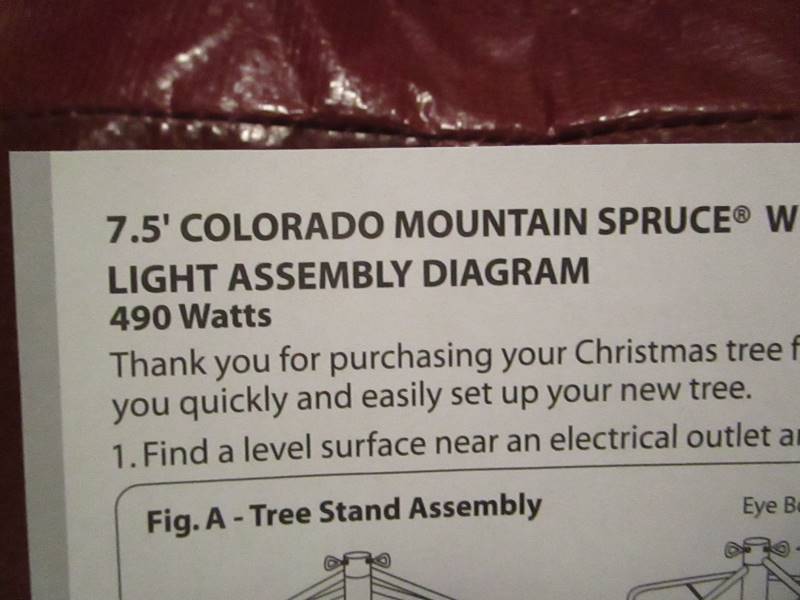 7.5' COLORADO MOUNTAIN SPRUCE® W
LIGHT ASSEMBLY DIAGRAM
490 Watts
Thank you for purchasing your Christmas tree f
you quickly and easily set up your new tree.
1. Find a level surface near an electrical outlet a
Fig. A - Tree Stand Assembly
Eye B